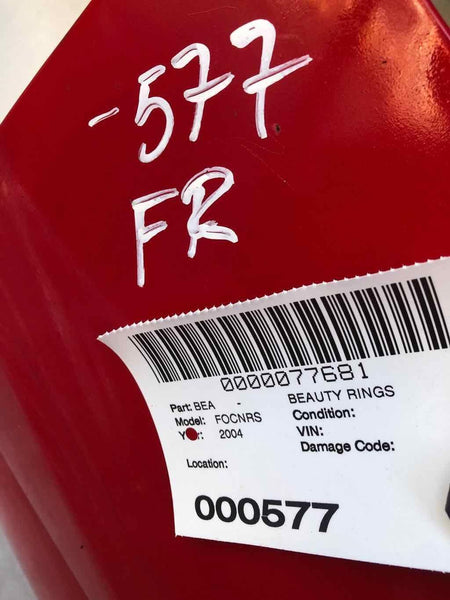 -577
FR
0000077681
Part: BEA - BEAUTY RINGS
Model: FOCNRS Condition:
Year: 2004 VIN:
Damage Code:
Location:
000577